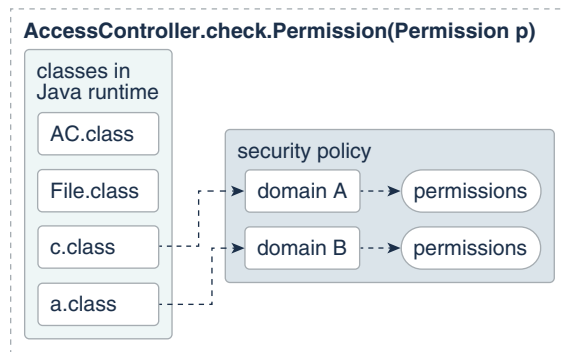 AccessController.check.Permission(Permission p)
classes in
Java runtime
AC.class
File.class
c.class
a.class
security policy
domain A
permissions
domain B
permissions